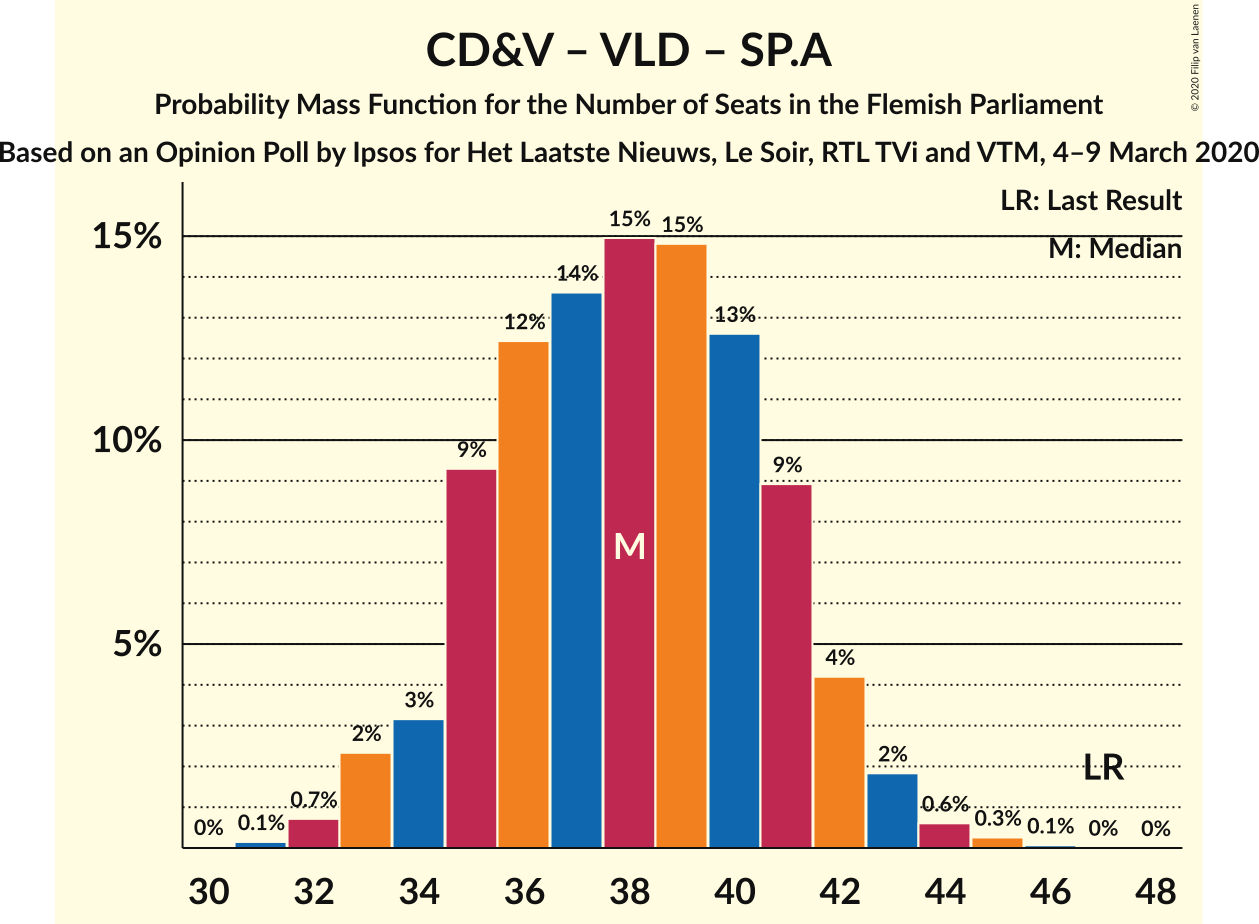 CD&V – VLD – SP.A
© 2020 Filip van Laenen
Probability Mass Function for the Number of Seats in the Flemish Parliament
Based on an Opinion Poll by Ipsos for Het Laatste Nieuws, Le Soir, RTL TVi and VTM, 4–9 March 2020
LR: Last Result
M: Median
15%
10%
5%
0%
0.1%
0.7%
2%
3%
9%
12%
14%
15%
15%
13%
9%
4%
2%
0.6%
0.3%
0.1%
0%
0%
M
LR
30 32 34 36 38 40 42 44 46 48